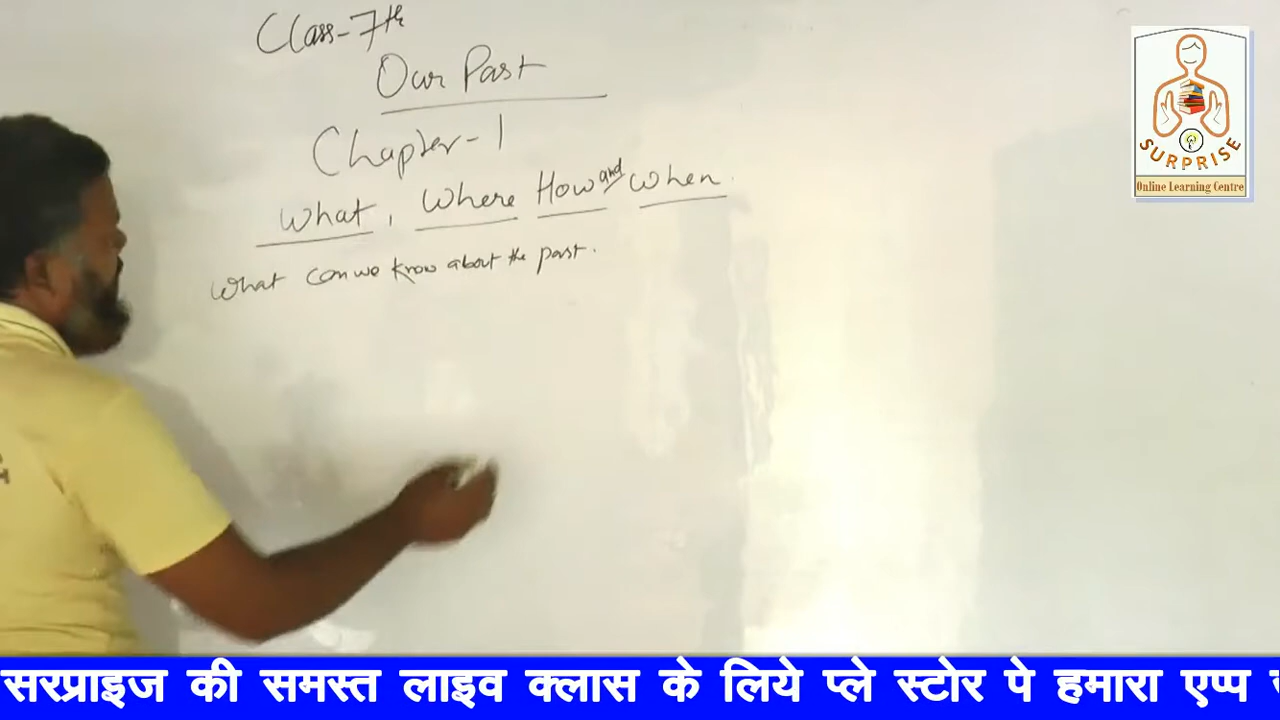 Class-7th
Our Past
Chapter-1
What, Where How and When.
What can we know about the past.
SURPRISE
Online Learning Centre
सरप्राइज की समस्त लाइव क्लास के लिये प्ले स्टोर पे हमारा एप्प